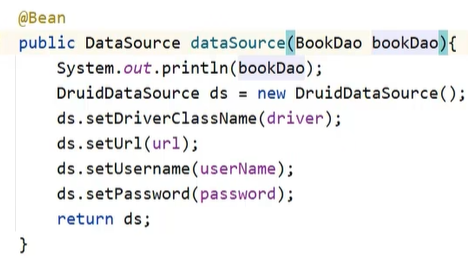 @Bean
public DataSource dataSource(BookDao bookDao){
    System.out.println(bookDao);
    DruidDataSource ds = new DruidDataSource();
    ds.setDriverClassName(driver);
    ds.setUrl(url);
    ds.setUsername(userName);
    ds.setPassword(password);
    return ds;
}